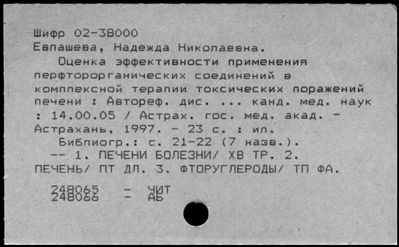 Шифр 02-38000
Евлашева, Надежда Николаевна.
Оценка эффективности применения
перфторорганических соединений в
комплексной терапии токсических поражений
печени : Автореф. дис. ... канд. мед. наук
: 14.00.05 / Астрах. гос. мед. акад. -
Астрахань, 1997. - 23 с. : ил.
Библиогр.: с. 21-22 (7 назв.).
-- 1. ПЕЧЕНИ БОЛЕЗНИ/ ХВ ТР. 2.
ПЕЧЕНЬ/ ПТ ДЛ. 3. ФТОРУГЛЕРОДЫ/ ТП ФА.
248065 - ЧИТ
248066 - АБ